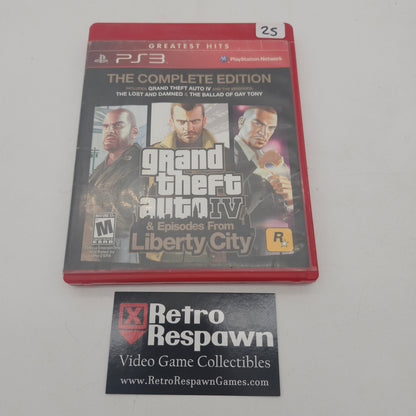 25
GREATEST HITS
PS3
PlayStation Network
THE COMPLETE EDITION
INCLUDES GRAND THEFT AUTO IV AND THE EPISODES
THE LOST AND DAMNED & THE BALLAD OF GAY TONY
grand
theft
auto IV
& Episodes From
Liberty City
MATURE 17+
M
ESRB
R
Retro
Respawn
Video Game Collectibles
www.RetroRespawnGames.com